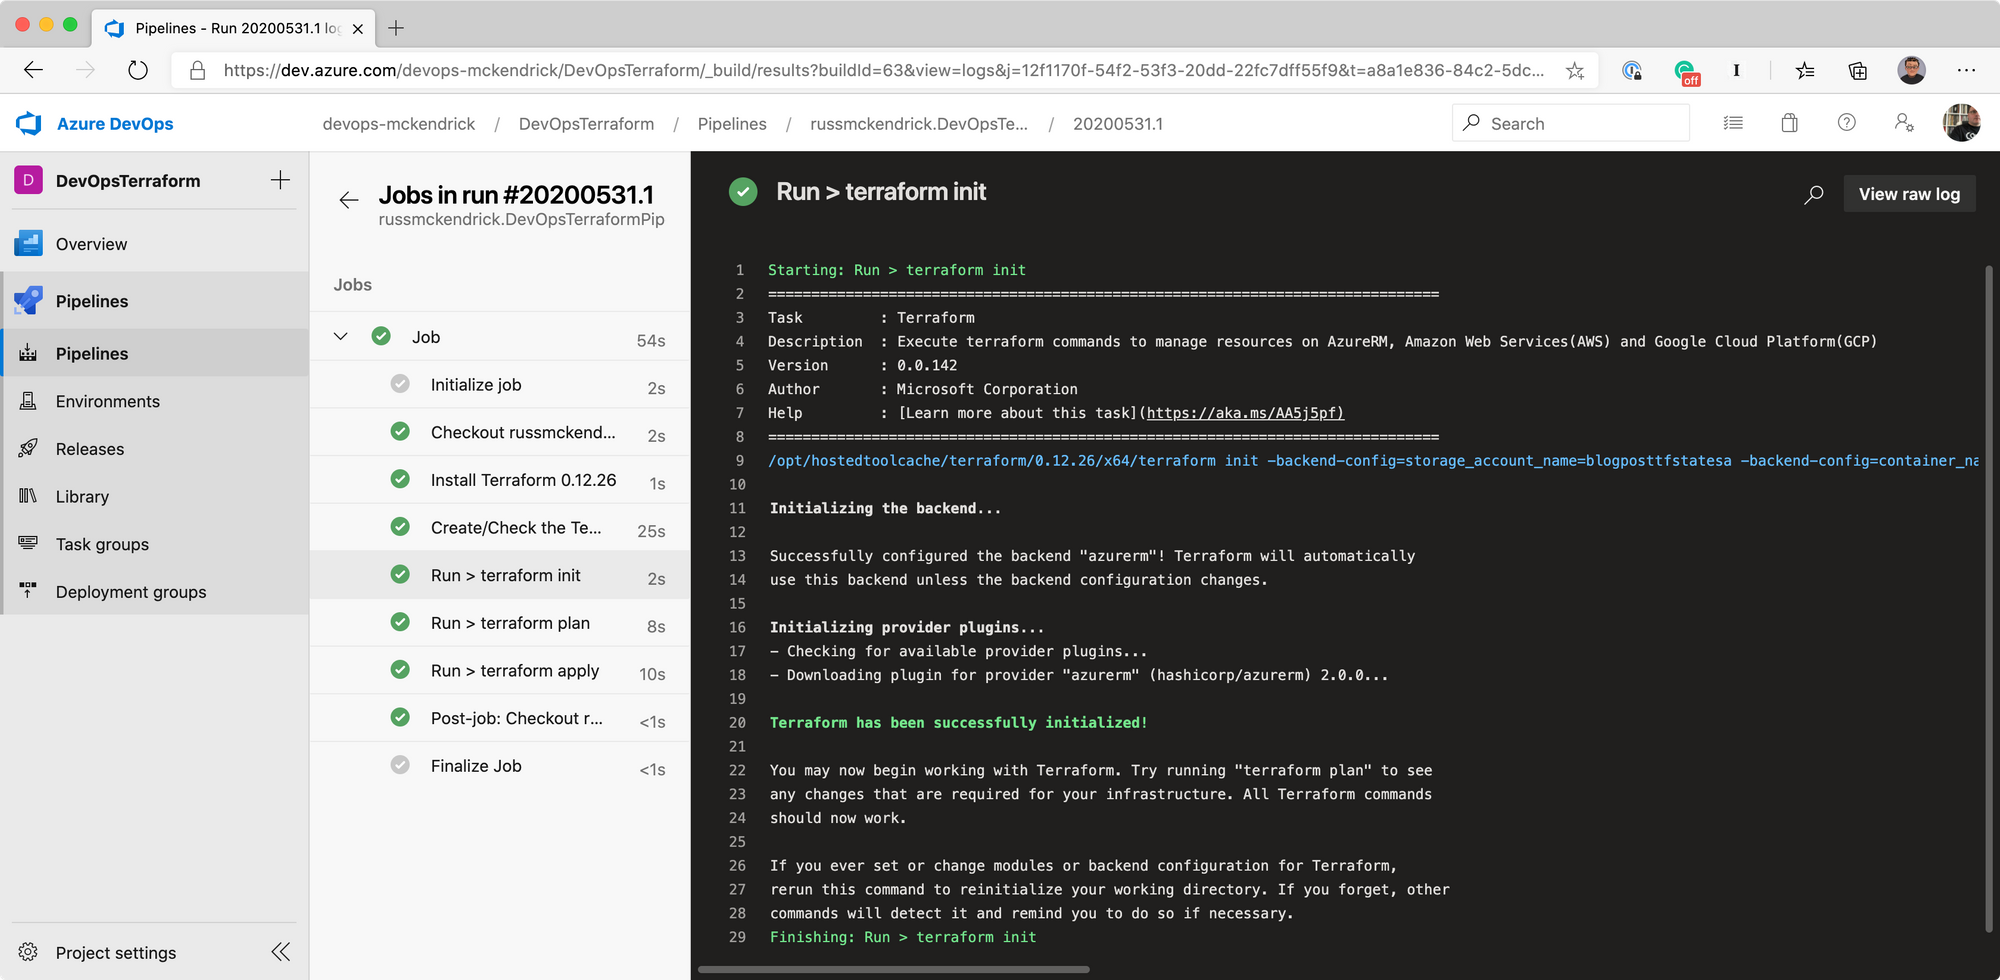 Pipelines - Run 20200531.1 log
https://dev.azure.com/devops-mckendrick/DevOpsTerraform/_build/results?buildId=63&view=logs&j=12f1170f-54f2-53f3-20dd-22fc7dff55f9&t=a8a1e836-84c2-5dc...
off
I
Azure DevOps
devops-mckendrick / DevOpsTerraform / Pipelines / russmckendrick.DevOpsTe... / 20200531.1
Search
D
DevOpsTerraform
Overview
Pipelines
Pipelines
Environments
Releases
Library
Task groups
Deployment groups
Project settings
Jobs in run #20200531.1
russmckendrick.DevOpsTerraformPip
Jobs
Job 54s
Initialize job 2s
Checkout russmckend... 2s
Install Terraform 0.12.26 1s
Create/Check the Te... 25s
Run > terraform init 2s
Run > terraform plan 8s
Run > terraform apply 10s
Post-job: Checkout r... <1s
Finalize Job <1s
Run > terraform init
View raw log
1 Starting: Run > terraform init
2 ==============================================================================
3 Task : Terraform
4 Description : Execute terraform commands to manage resources on AzureRM, Amazon Web Services(AWS) and Google Cloud Platform(GCP)
5 Version : 0.0.142
6 Author : Microsoft Corporation
7 Help : [Learn more about this task](https://aka.ms/AA5j5pf)
8 ==============================================================================
9 /opt/hostedtoolcache/terraform/0.12.26/x64/terraform init -backend-config=storage_account_name=blogposttfstatesa -backend-config=container_na
10
11 Initializing the backend...
12
13 Successfully configured the backend "azurerm"! Terraform will automatically
14 use this backend unless the backend configuration changes.
15
16 Initializing provider plugins...
17 - Checking for available provider plugins...
18 - Downloading plugin for provider "azurerm" (hashicorp/azurerm) 2.0.0...
19
20 Terraform has been successfully initialized!
21
22 You may now begin working with Terraform. Try running "terraform plan" to see
23 any changes that are required for your infrastructure. All Terraform commands
24 should now work.
25
26 If you ever set or change modules or backend configuration for Terraform,
27 rerun this command to reinitialize your working directory. If you forget, other
28 commands will detect it and remind you to do so if necessary.
29 Finishing: Run > terraform init